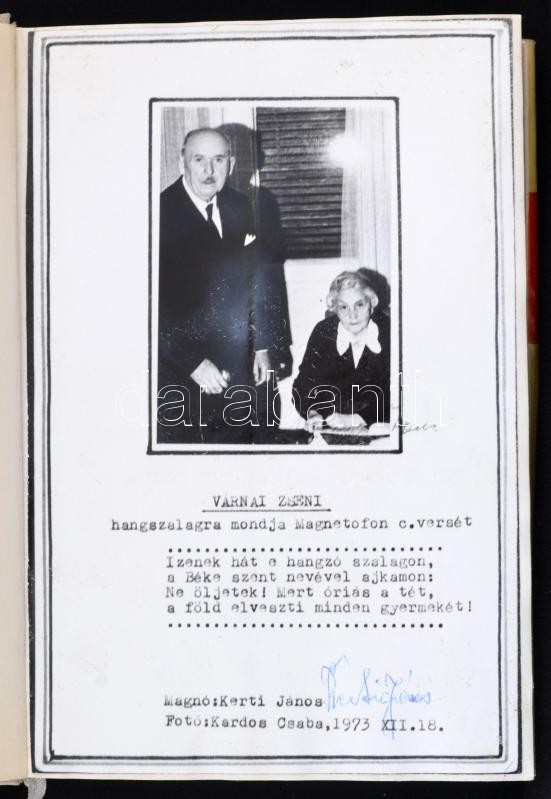 darabanth
VÁRNAI ZSENI
hangszalagra mondja Magnetofon c.versét
Izenek hát e hangzó szalagon,
a Béke szent nevével ajkamon:
Ne öljetek! Mert óriás a tét,
a föld elveszti minden gyermekét!
Magnó:Kerti János
Fotó:Kardos Csaba,1973 XII.18.